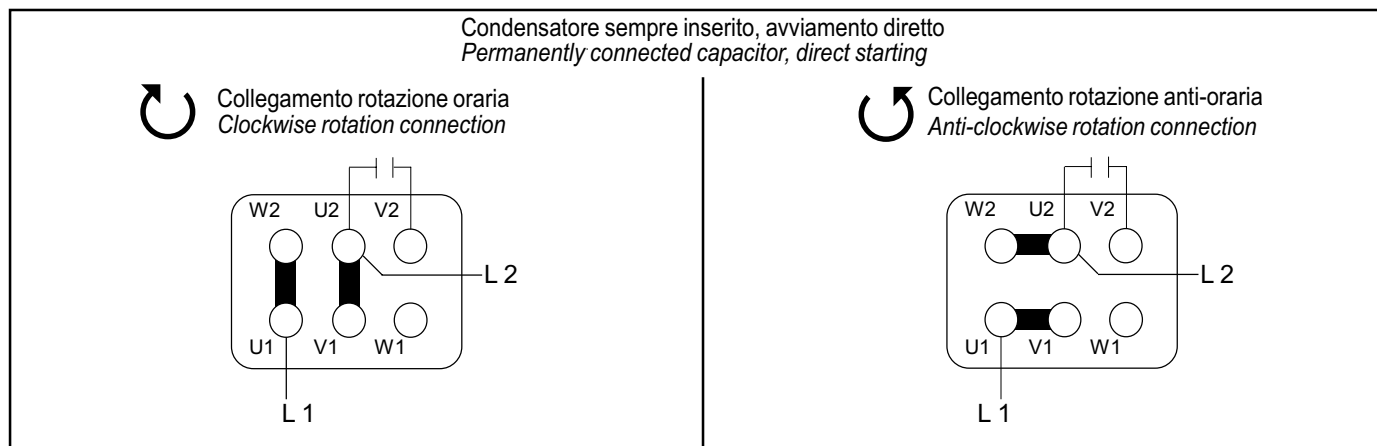 Condensatore sempre inserito, avviamento diretto
Permanently connected capacitor, direct starting
Collegamento rotazione oraria
Clockwise rotation connection
W2 U2 V2
L 2
U1 V1 W1
L 1
Collegamento rotazione anti-oraria
Anti-clockwise rotation connection
W2 U2 V2
L 2
U1 V1 W1
L 1